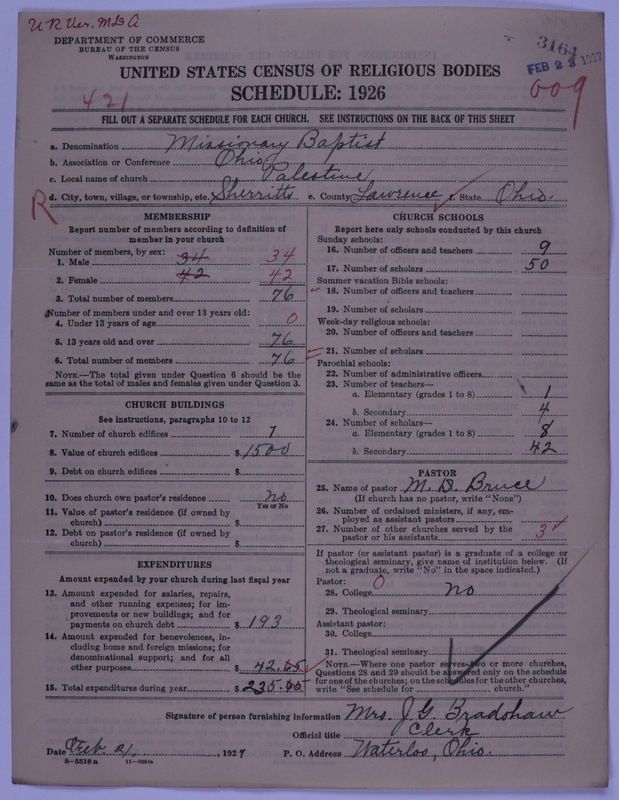 U R Ver. M D A
DEPARTMENT OF COMMERCE
BUREAU OF THE CENSUS
WASHINGTON
3164
FEB 23 1927
UNITED STATES CENSUS OF RELIGIOUS BODIES
SCHEDULE: 1926
421
009
FILL OUT A SEPARATE SCHEDULE FOR EACH CHURCH. SEE INSTRUCTIONS ON THE BACK OF THIS SHEET
a. Denomination Missionary Baptist
b. Association or Conference Ohio
c. Local name of church Palestine
R
d. City, town, village, or township, etc. Sherritts e. County Lawrence f. State Ohio.
MEMBERSHIP
Report number of members according to definition of
member in your church
Number of members, by sex:
1. Male 34 34
2. Female 42 42
3. Total number of members 76
Number of members under and over 13 years old:
4. Under 13 years of age 0
5. 13 years old and over 76
6. Total number of members 76
NOTE.—The total given under Question 6 should be the
same as the total of males and females given under Question 3.
CHURCH BUILDINGS
See instructions, paragraphs 10 to 12
7. Number of church edifices 1
8. Value of church edifices $ 1500
9. Debt on church edifices $
10. Does church own pastor's residence no
Yes or No
11. Value of pastor's residence (if owned by
church) $
12. Debt on pastor's residence (if owned by
church) $
EXPENDITURES
Amount expended by your church during last fiscal year
13. Amount expended for salaries, repairs,
and other running expenses; for im-
provements or new buildings; and for
payments on church debt $ 193
14. Amount expended for benevolences, in-
cluding home and foreign missions; for
denominational support; and for all
other purposes $ 42.65
15. Total expenditures during year $ 235.65
CHURCH SCHOOLS
Report here only schools conducted by this church
Sunday schools:
16. Number of officers and teachers 9
17. Number of scholars 50
Summer vacation Bible schools:
18. Number of officers and teachers
19. Number of scholars
Week-day religious schools:
20. Number of officers and teachers
21. Number of scholars
Parochial schools:
22. Number of administrative officers
23. Number of teachers—
a. Elementary (grades 1 to 8) 1
b. Secondary 4
24. Number of scholars—
a. Elementary (grades 1 to 8) 8
b. Secondary 42
PASTOR
25. Name of pastor M. D. Bruce
(If church has no pastor, write "None")
26. Number of ordained ministers, if any, em-
ployed as assistant pastors
27. Number of other churches served by the
pastor or his assistants 3
If pastor (or assistant pastor) is a graduate of a college or
theological seminary, give name of institution below. (If
not a graduate, write "No" in the space indicated.)
Pastor: 0
28. College no
29. Theological seminary
Assistant pastor:
30. College
31. Theological seminary
NOTE.—Where one pastor serves two or more churches,
Questions 28 and 29 should be answered only on the schedule
for one of the churches; on the schedules for the other churches,
write "See schedule for church."
Signature of person furnishing information Mrs. J. G. Bradshaw
Official title Clerk
Date Feb 21, 1927 P. O. Address Waterloo, Ohio.
8-5518 a